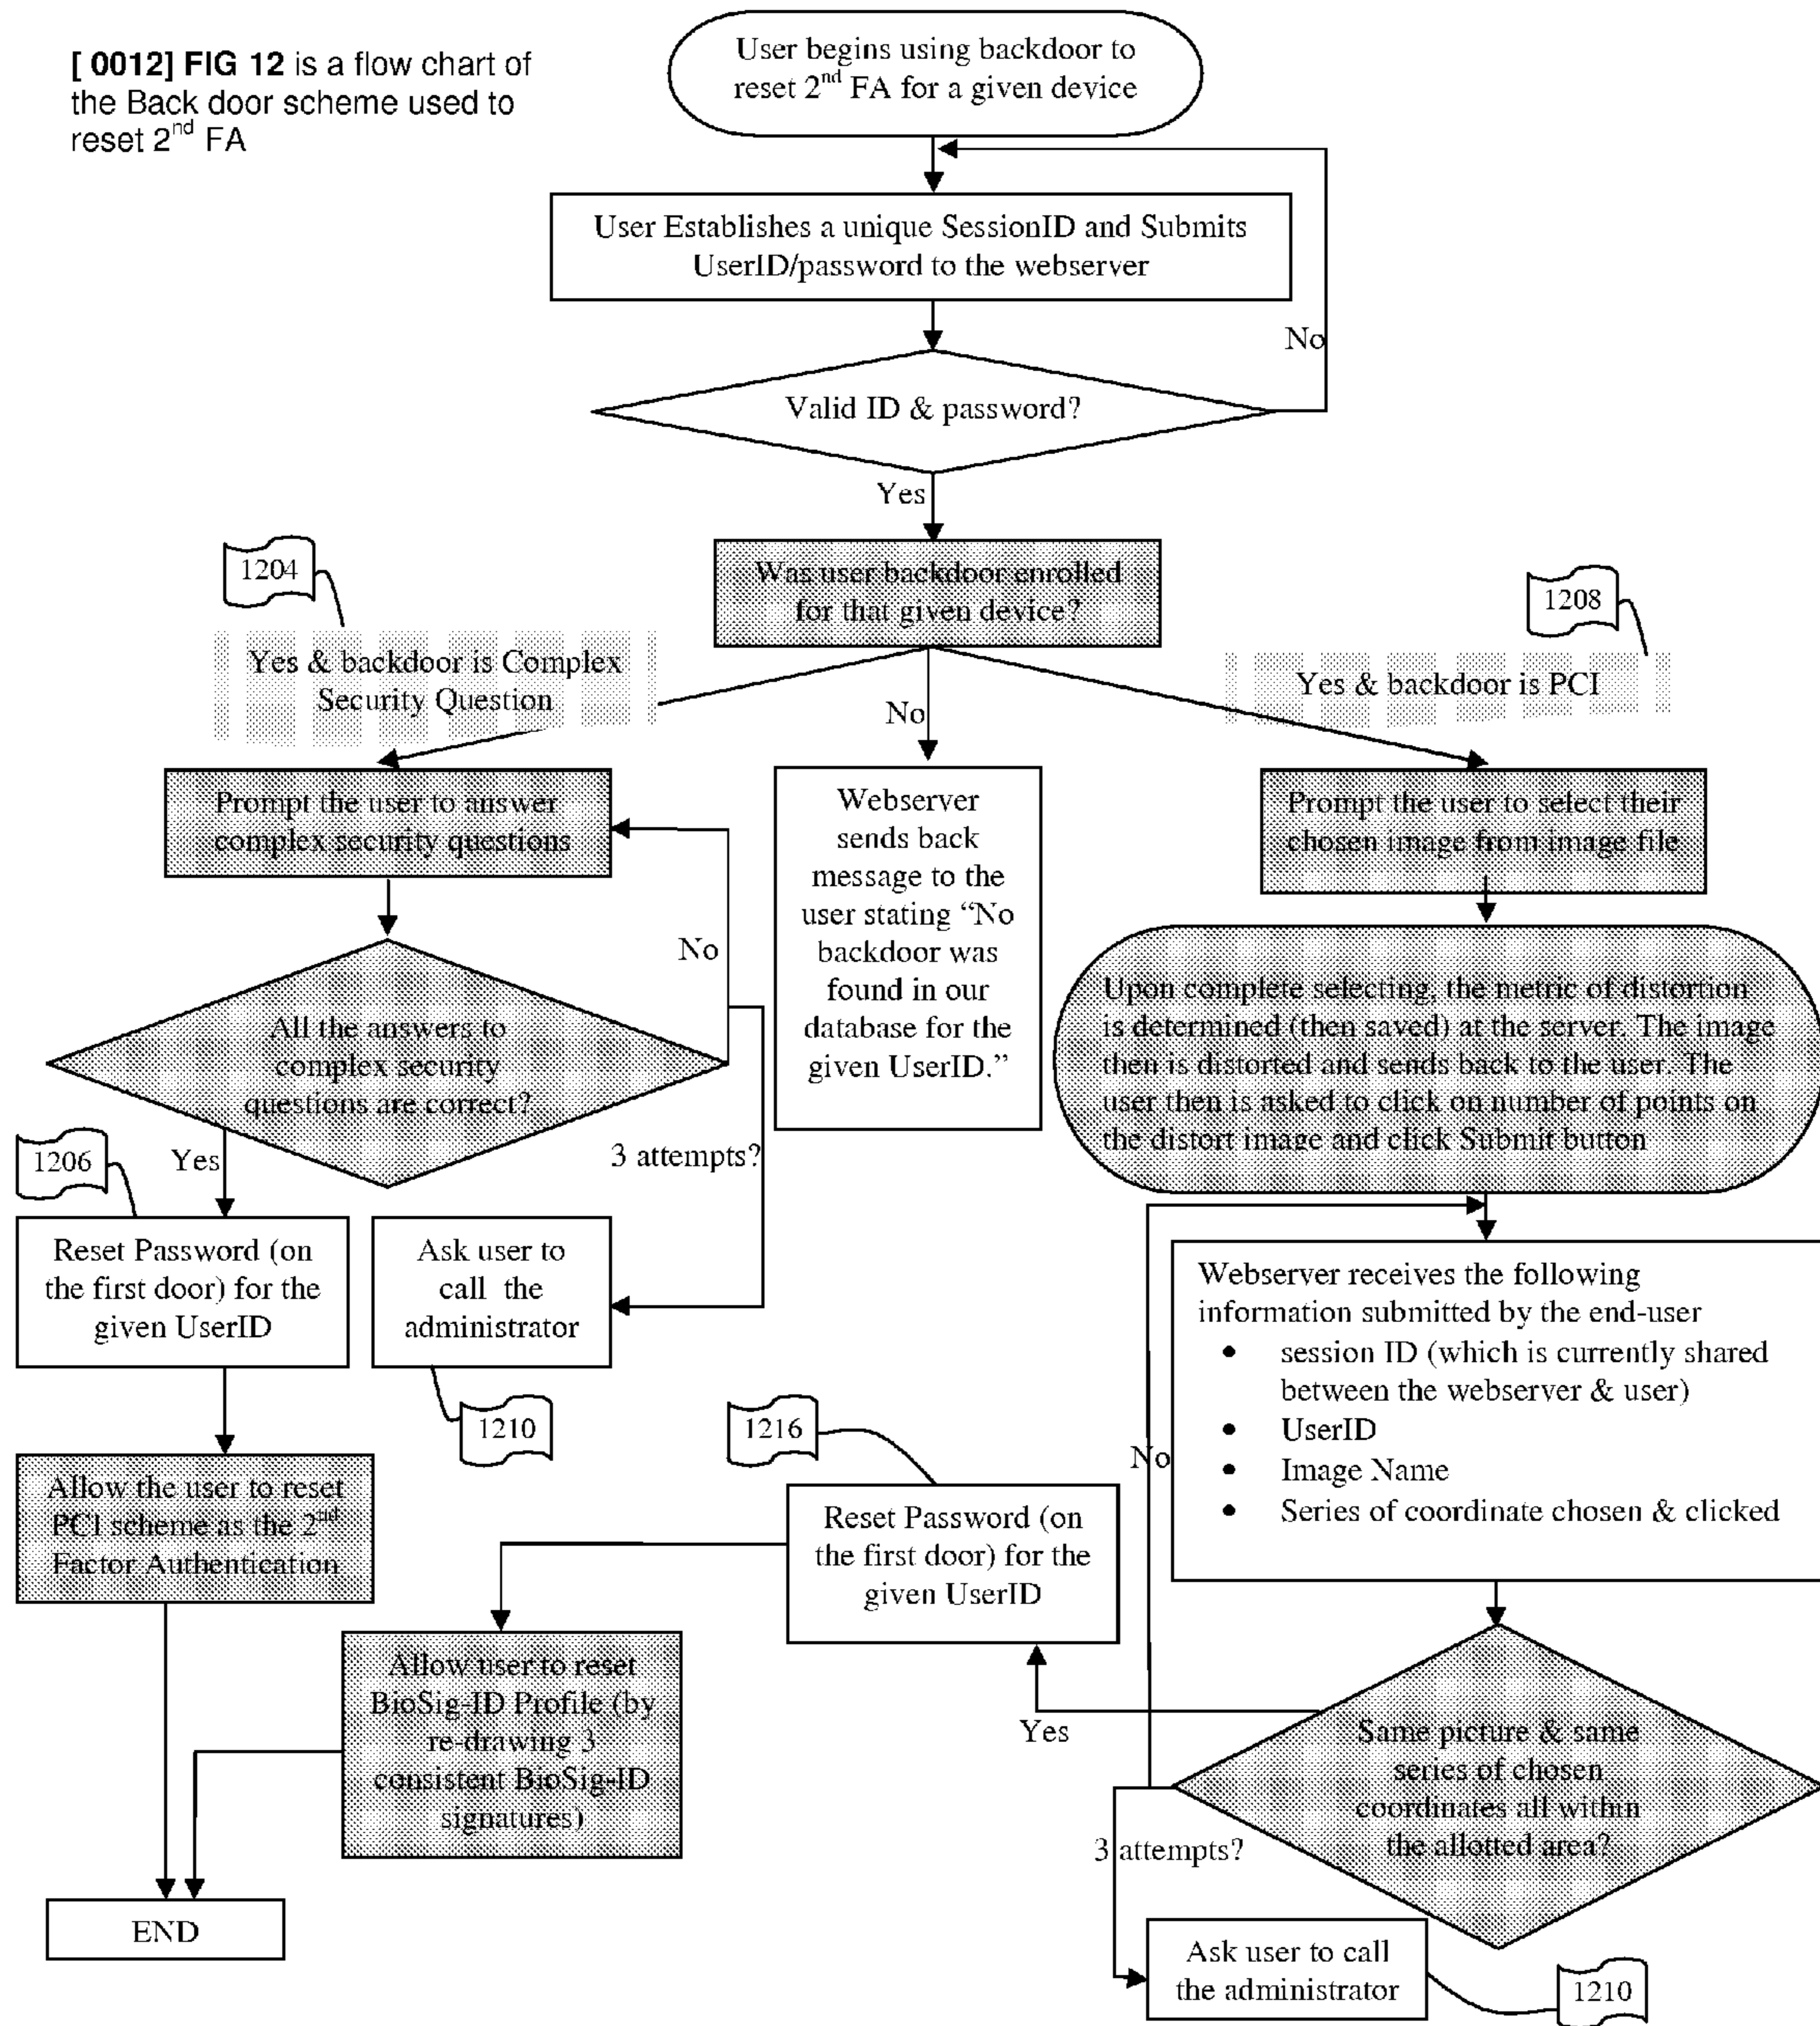 [ 0012] FIG 12 is a flow chart of
the Back door scheme used to
reset 2nd FA
User begins using backdoor to
reset 2nd FA for a given device
User Establishes a unique SessionID and Submits
UserID/password to the webserver
No
Valid ID & password?
Yes
Was user backdoor enrolled
for that given device?
1204
Yes & backdoor is Complex
Security Question
No
1208
Yes & backdoor is PCI
Prompt the user to answer
complex security questions
No
All the answers to
complex security
questions are correct?
3 attempts?
Yes
1206
Reset Password (on
the first door) for the
given UserID
Ask user to
call the
administrator
1210
Allow the user to reset
PCI scheme as the 2nd
Factor Authentication
Webserver
sends back
message to the
user stating “No
backdoor was
found in our
database for the
given UserID.”
Prompt the user to select their
chosen image from image file
Upon complete selecting, the metric of distortion
is determined (then saved) at the server. The image
then is distorted and sends back to the user. The
user then is asked to click on number of points on
the distort image and click Submit button
Webserver receives the following
information submitted by the end-user
• session ID (which is currently shared
between the webserver & user)
• UserID
• Image Name
• Series of coordinate chosen & clicked
No
Same picture & same
series of chosen
coordinates all within
the allotted area?
Yes
1216
Reset Password (on
the first door) for the
given UserID
Allow user to reset
BioSig-ID Profile (by
re-drawing 3
consistent BioSig-ID
signatures)
3 attempts?
Ask user to call
the administrator
1210
END